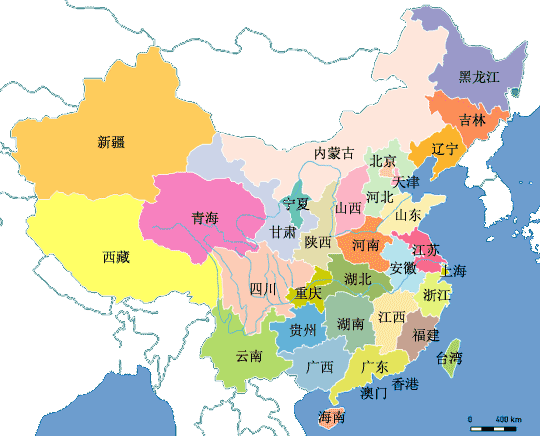 黑龙江
吉林
新疆
辽宁
内蒙古
北京
天津
宁夏
河北
山西
青海
山东
甘肃
陕西
河南
江苏
西藏
安徽
上海
四川
湖北
重庆
浙江
江西
湖南
贵州
福建
云南
台湾
广西
广东
香港
澳门
海南
0 400 km